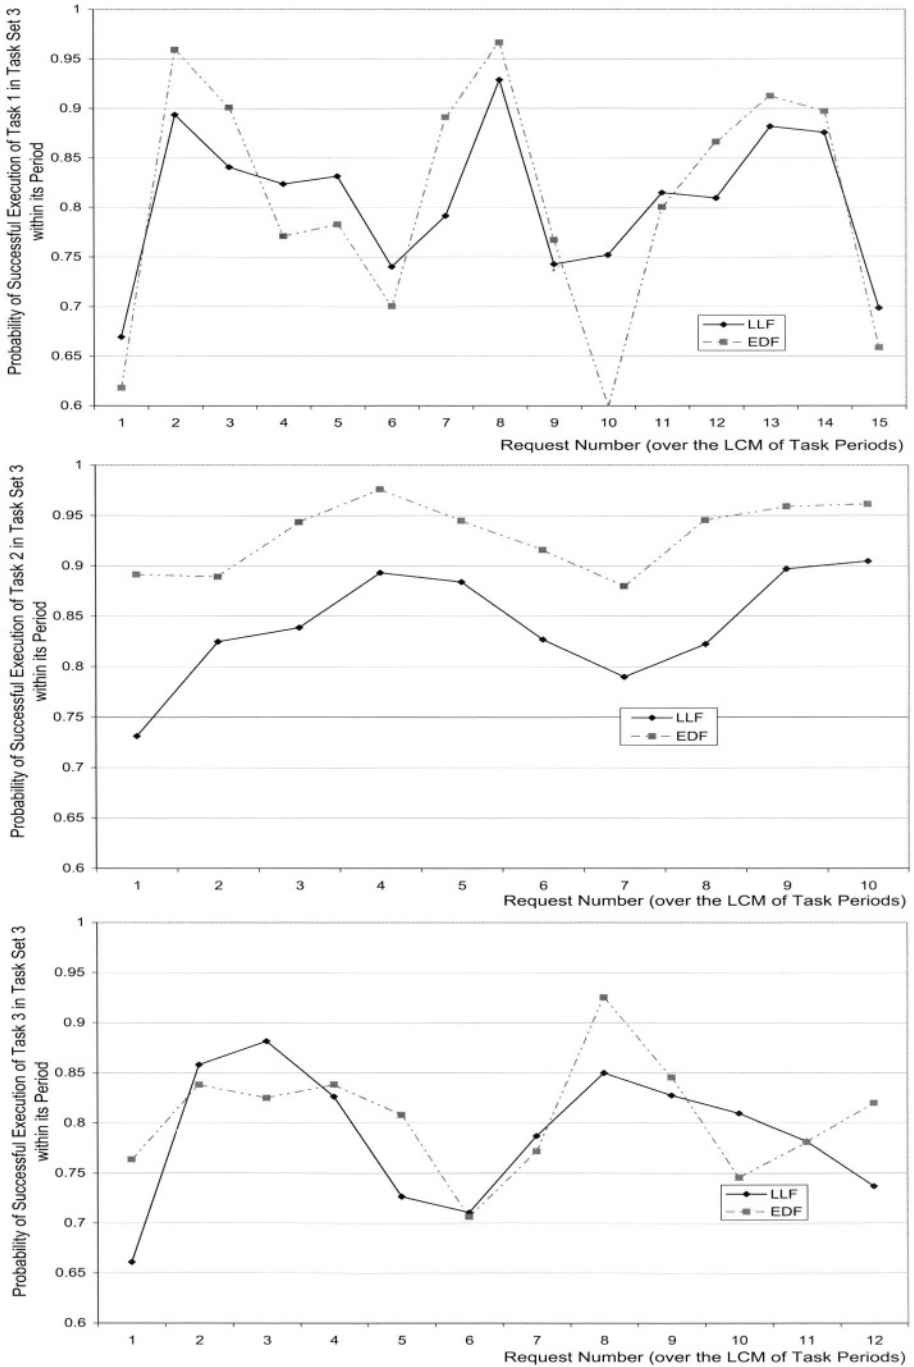 Probability of Successful Execution of Task 1 in Task Set 3
within its Period
1
0.95
0.9
0.85
0.8
0.75
0.7
0.65
0.6
LLF
EDF
1 2 3 4 5 6 7 8 9 10 11 12 13 14 15
Request Number (over the LCM of Task Periods)
Probability of Successful Execution of Task 2 in Task Set 3
within its Period
1
0.95
0.9
0.85
0.8
0.75
0.7
0.65
0.6
LLF
EDF
1 2 3 4 5 6 7 8 9 10
Request Number (over the LCM of Task Periods)
Probability of Successful Execution of Task 3 in Task Set 3
within its Period
1
0.95
0.9
0.85
0.8
0.75
0.7
0.65
0.6
LLF
EDF
1 2 3 4 5 6 7 8 9 10 11 12
Request Number (over the LCM of Task Periods)